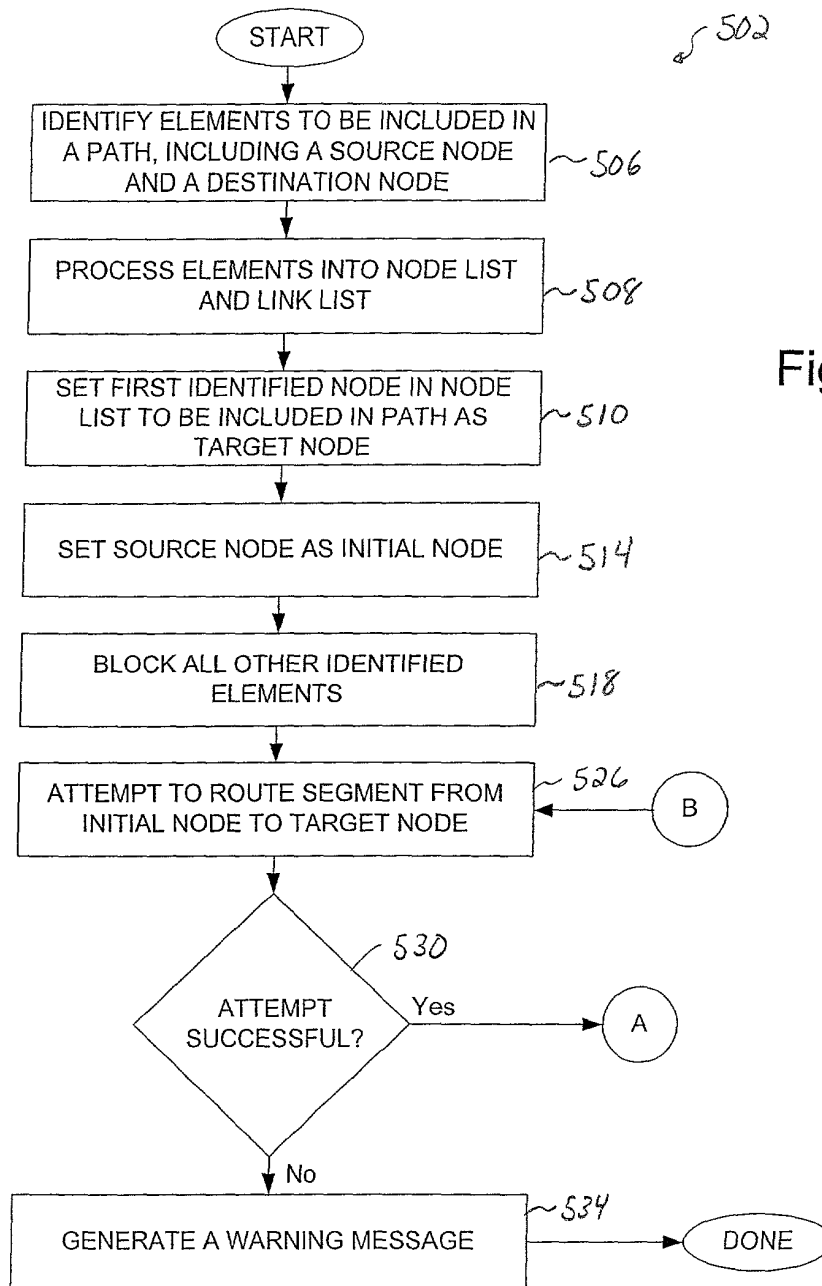 START
502
IDENTIFY ELEMENTS TO BE INCLUDED IN
A PATH, INCLUDING A SOURCE NODE
AND A DESTINATION NODE
506
PROCESS ELEMENTS INTO NODE LIST
AND LINK LIST
508
Fig
SET FIRST IDENTIFIED NODE IN NODE
LIST TO BE INCLUDED IN PATH AS
TARGET NODE
510
SET SOURCE NODE AS INITIAL NODE
514
BLOCK ALL OTHER IDENTIFIED
ELEMENTS
518
ATTEMPT TO ROUTE SEGMENT FROM
INITIAL NODE TO TARGET NODE
526
B
530
ATTEMPT
SUCCESSFUL?
Yes
A
No
GENERATE A WARNING MESSAGE
534
DONE